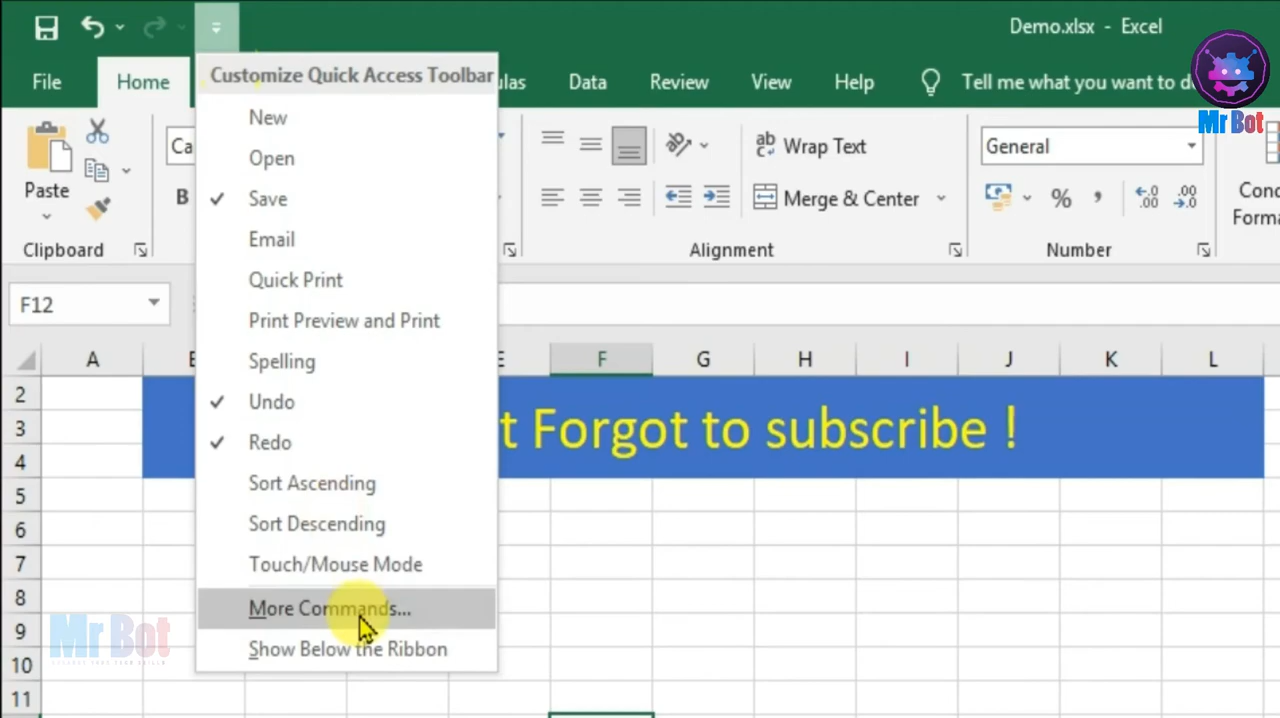 Demo.xlsx - Excel
File
Home
ulas
Data
Review
View
Help
Tell me what you want to d
Mr Bot
Customize Quick Access Toolbar
New
Open
Save
Email
Quick Print
Print Preview and Print
Spelling
Undo
Redo
Sort Ascending
Sort Descending
Touch/Mouse Mode
More Commands...
Show Below the Ribbon
Paste
Clipboard
Ca
B
ab
Wrap Text
Merge & Center
Alignment
General
%
Number
Cond
Forma
F12
A
E
F
G
H
I
J
K
L
2
3
4
5
6
7
8
9
10
11
t Forgot to subscribe !
Mr Bot